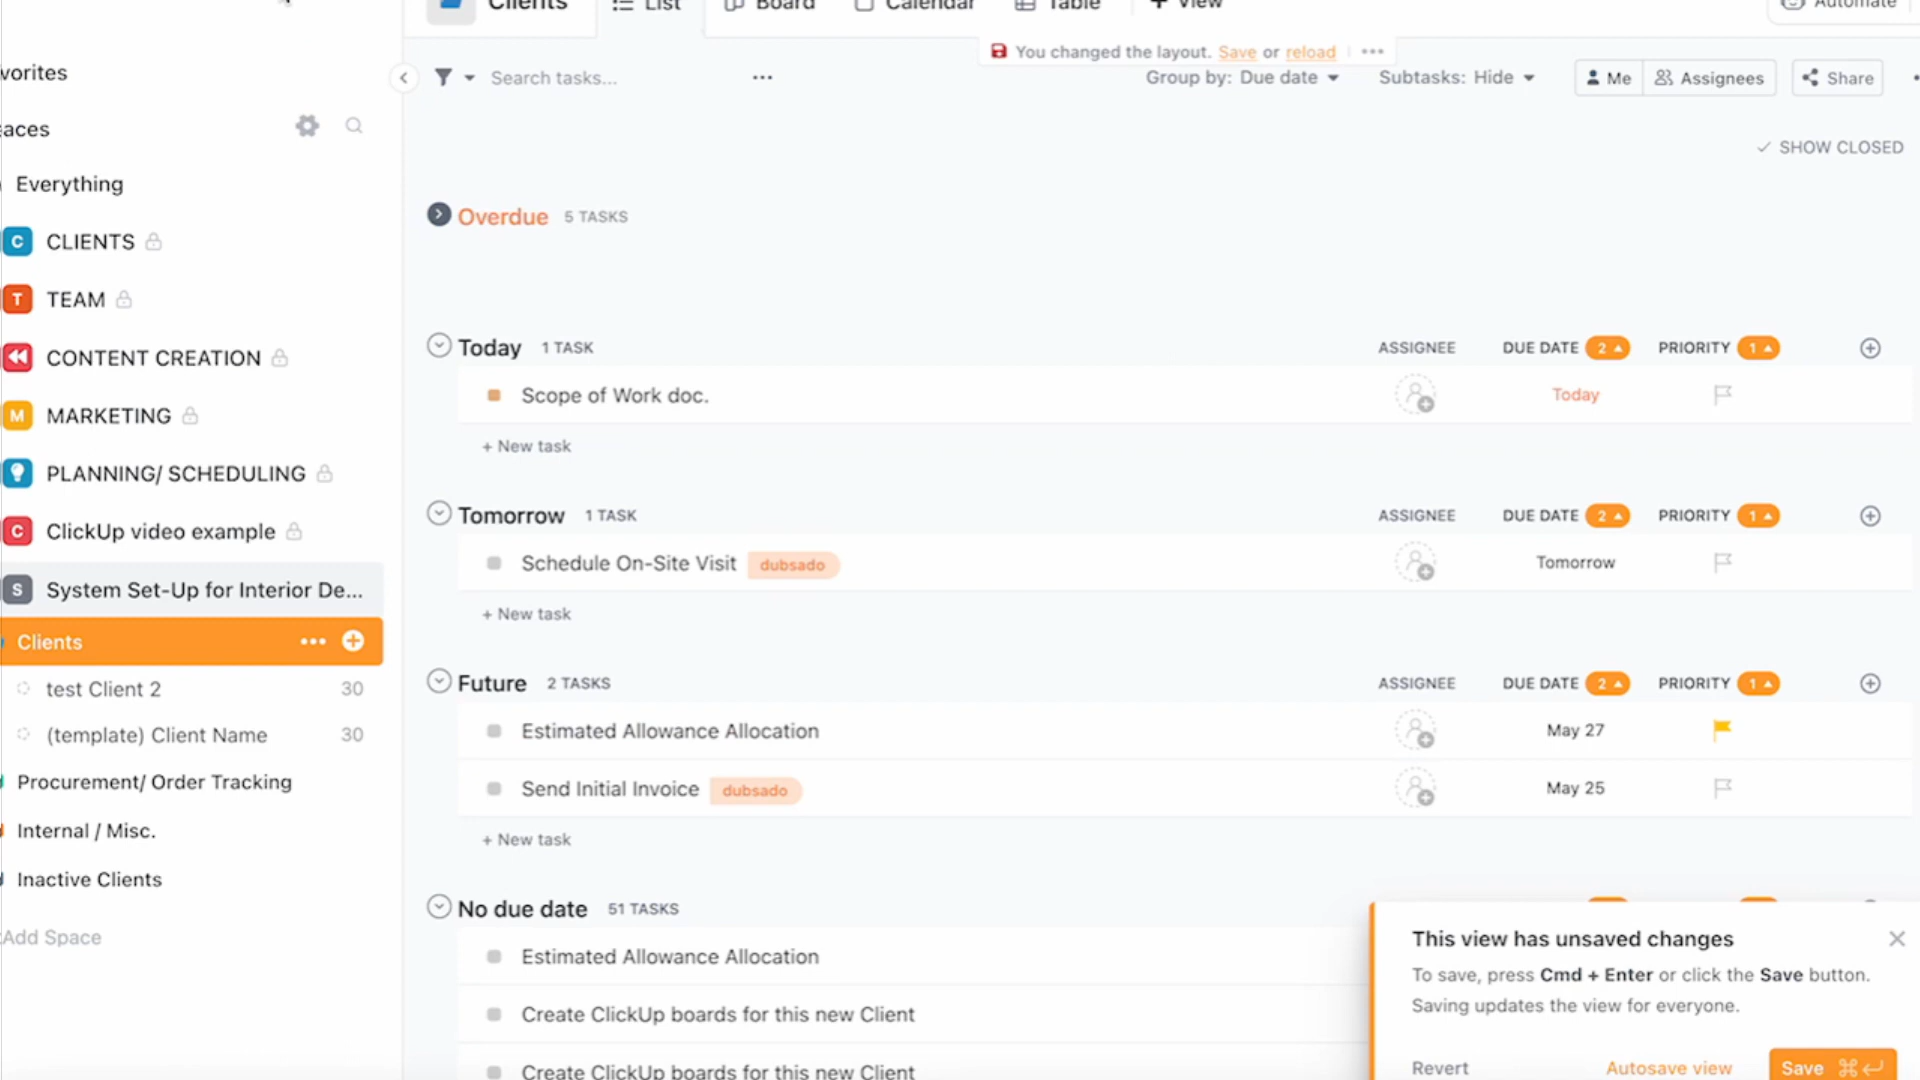 Clients List Board Calendar Table + View Automate
You changed the layout. Save or reload
vorites
Search tasks... Group by: Due date Subtasks: Hide Me Assignees Share
aces
SHOW CLOSED
Everything
Overdue 5 TASKS
C CLIENTS
T TEAM
CONTENT CREATION
M MARKETING
PLANNING/ SCHEDULING
C ClickUp video example
S System Set-Up for Interior De...
Clients
test Client 2 30
(template) Client Name 30
Procurement/ Order Tracking
Internal / Misc.
Inactive Clients
Add Space
Today 1 TASK ASSIGNEE DUE DATE 2 PRIORITY 1
Scope of Work doc. Today
+ New task
Tomorrow 1 TASK ASSIGNEE DUE DATE 2 PRIORITY 1
Schedule On-Site Visit dubsado Tomorrow
+ New task
Future 2 TASKS ASSIGNEE DUE DATE 2 PRIORITY 1
Estimated Allowance Allocation May 27
Send Initial Invoice dubsado May 25
+ New task
No due date 51 TASKS
Estimated Allowance Allocation
Create ClickUp boards for this new Client
Create ClickUp boards for this new Client
This view has unsaved changes
To save, press Cmd + Enter or click the Save button.
Saving updates the view for everyone.
Revert Autosave view Save ⌘